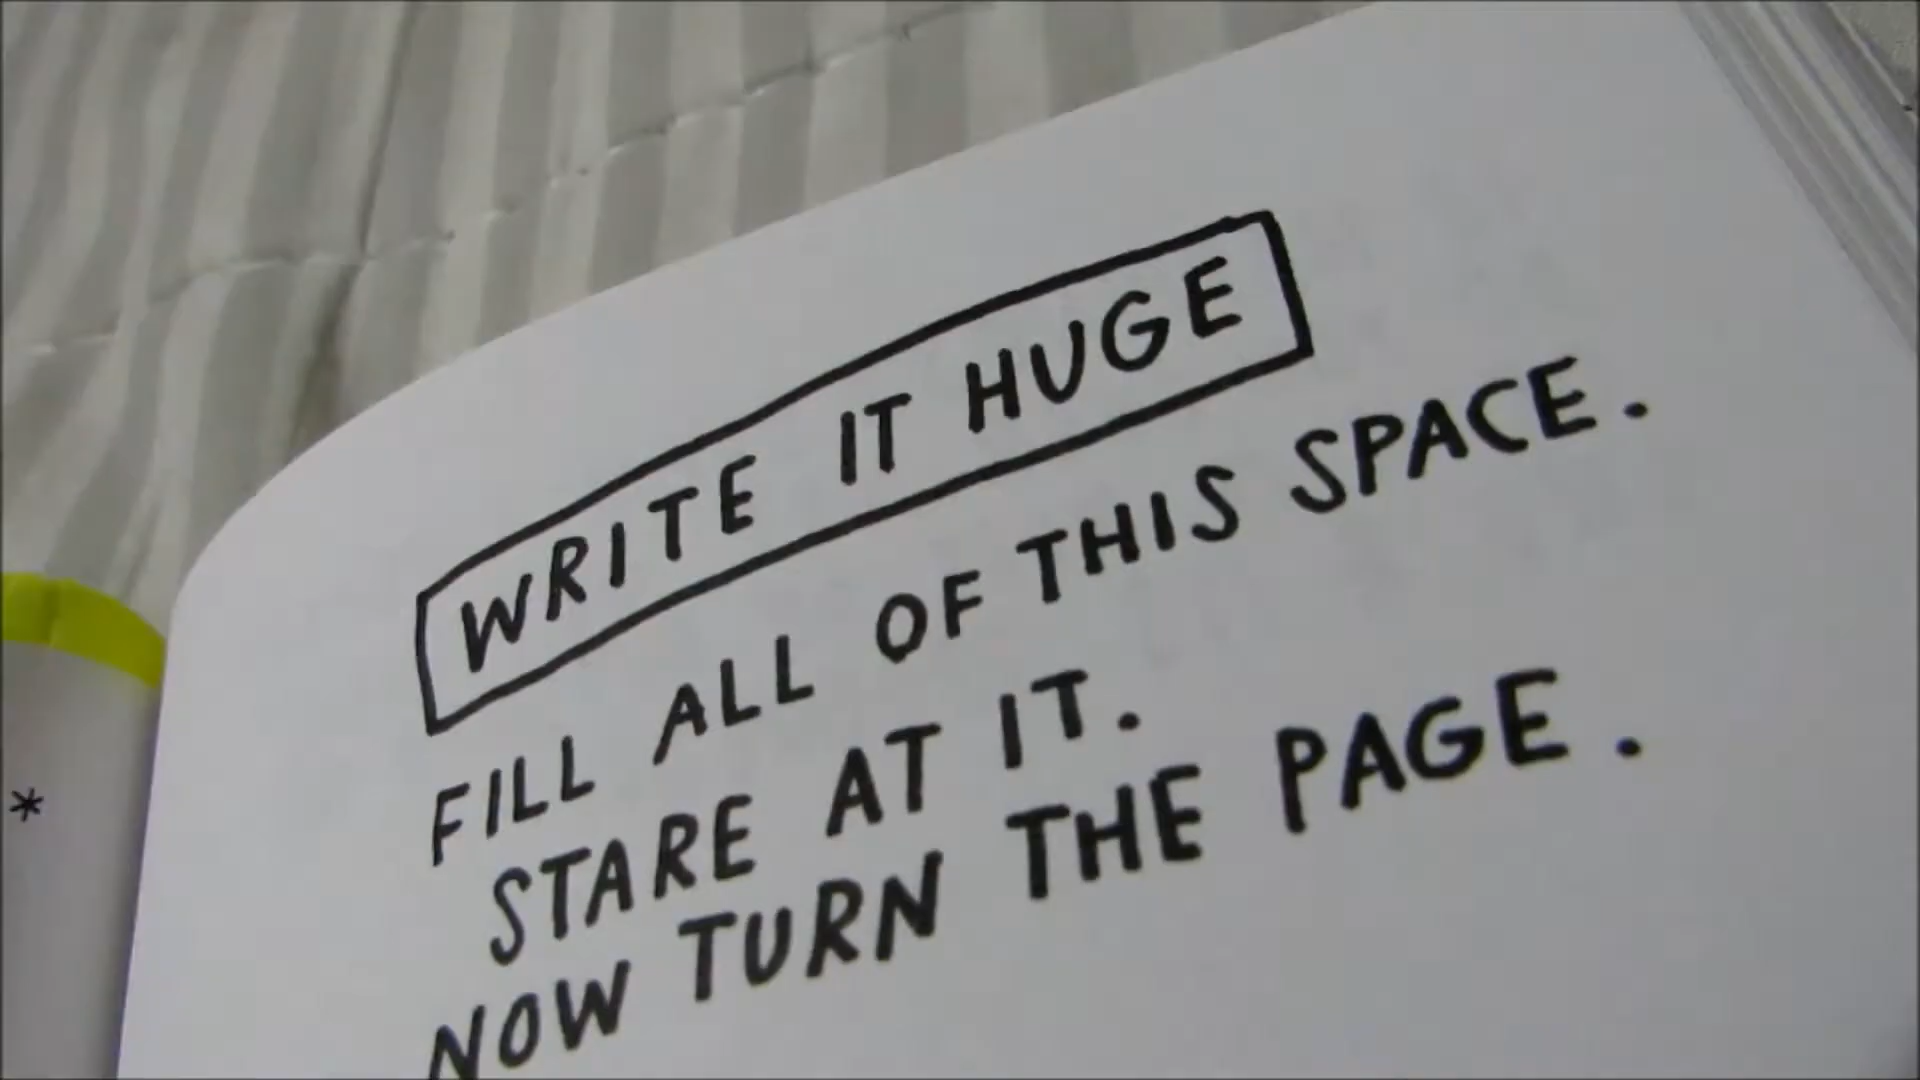 WRITE IT HUGE
FILL ALL OF THIS SPACE.
STARE AT IT.
NOW TURN THE PAGE.
*